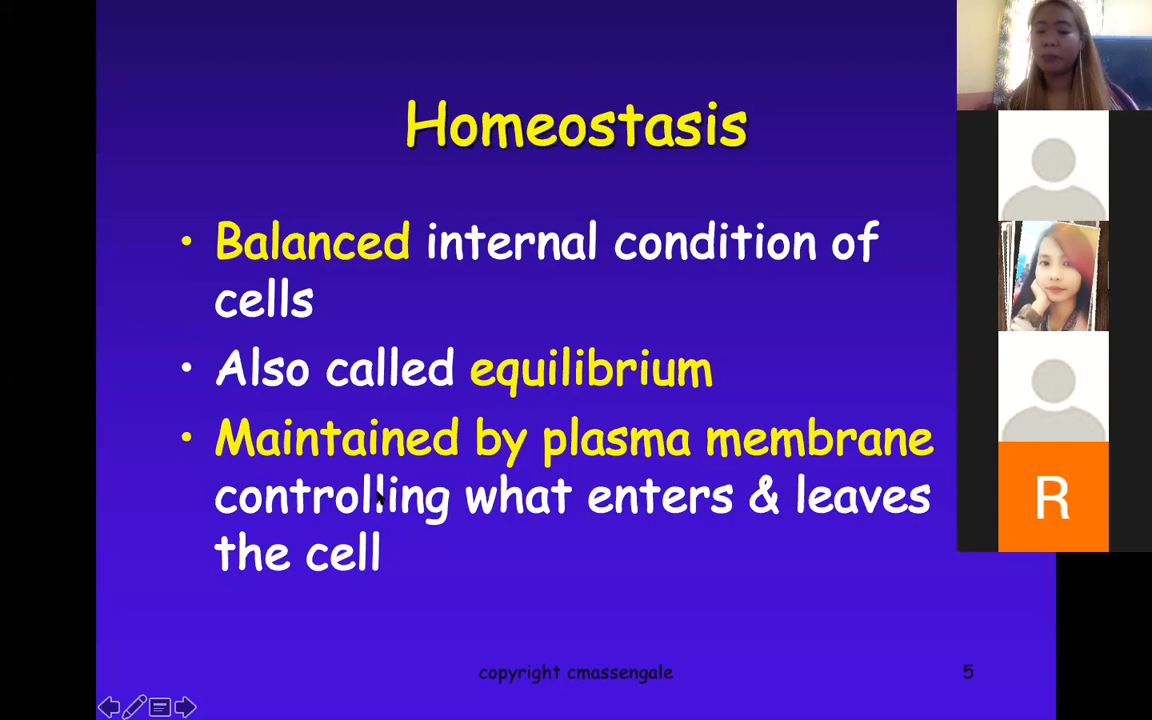 Homeostasis
• Balanced internal condition of
cells
• Also called equilibrium
• Maintained by plasma membrane
controlling what enters & leaves
the cell
copyright cmassengale
5
R